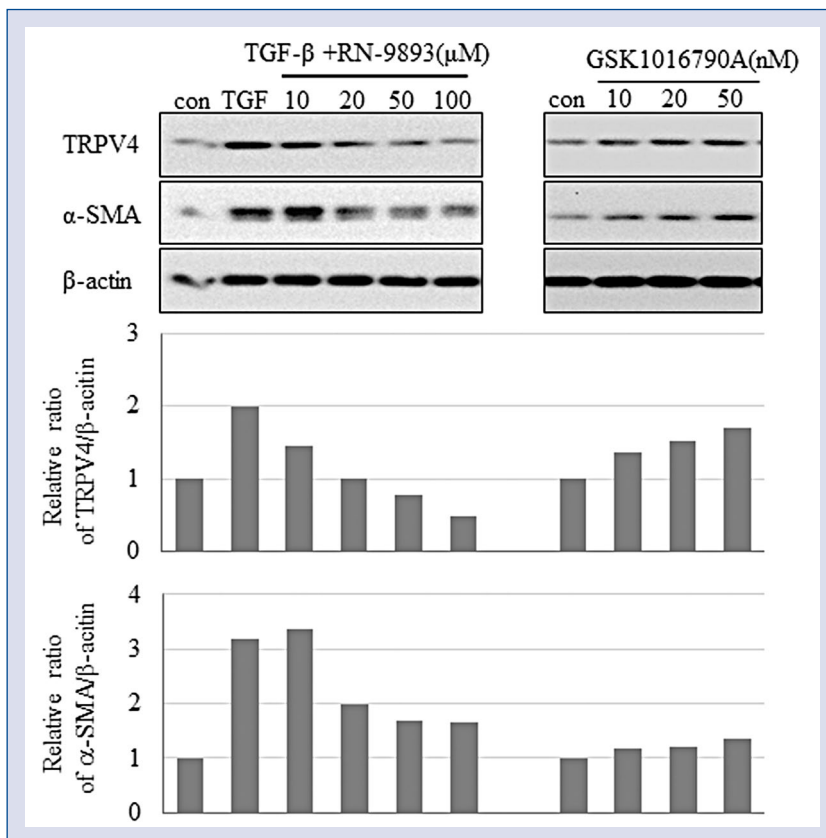 TGF-β +RN-9893(μM)
con TGF 10 20 50 100
GSK1016790A(nM)
con 10 20 50
TRPV4
α-SMA
β-actin
Relative ratio
of TRPV4/β-acitin
3
2
1
0
Relative ratio
of α-SMA/β-acitin
4
3
2
1
0